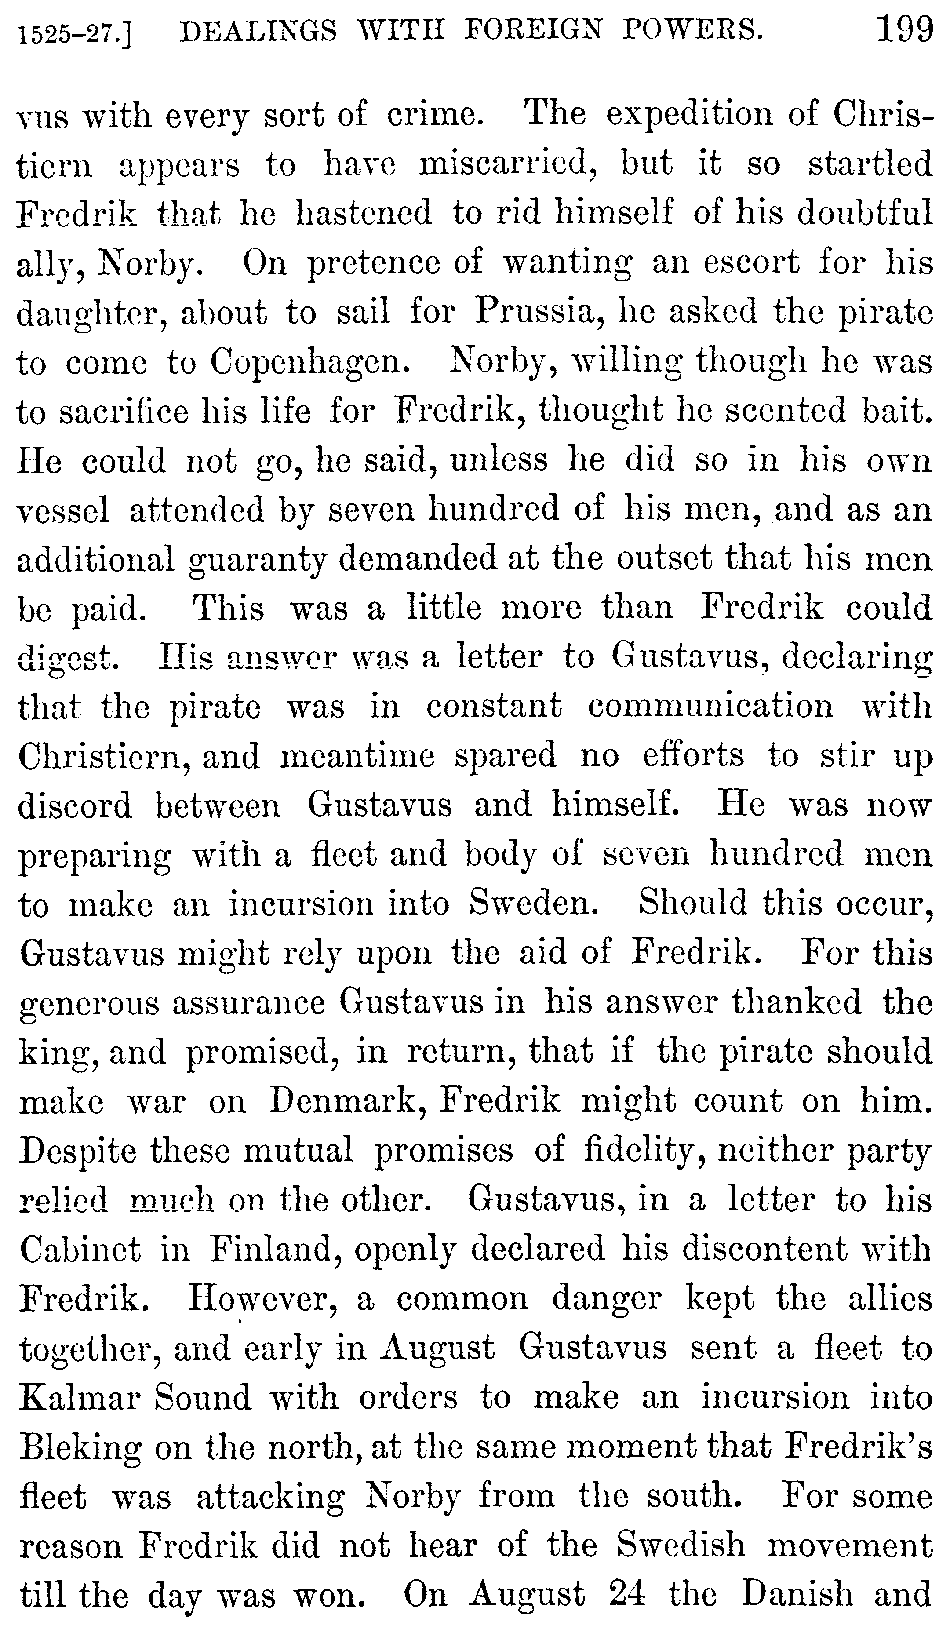 1525–27.] DEALINGS WITH FOREIGN POWERS. 199
vus with every sort of crime. The expedition of Chris-
tiern appears to have miscarried, but it so startled
Fredrik that he hastened to rid himself of his doubtful
ally, Norby. On pretence of wanting an escort for his
daughter, about to sail for Prussia, he asked the pirate
to come to Copenhagen. Norby, willing though he was
to sacrifice his life for Fredrik, thought he scented bait.
He could not go, he said, unless he did so in his own
vessel attended by seven hundred of his men, and as an
additional guaranty demanded at the outset that his men
be paid. This was a little more than Fredrik could
digest. His answer was a letter to Gustavus, declaring
that the pirate was in constant communication with
Christiern, and meantime spared no efforts to stir up
discord between Gustavus and himself. He was now
preparing with a fleet and body of seven hundred men
to make an incursion into Sweden. Should this occur,
Gustavus might rely upon the aid of Fredrik. For this
generous assurance Gustavus in his answer thanked the
king, and promised, in return, that if the pirate should
make war on Denmark, Fredrik might count on him.
Despite these mutual promises of fidelity, neither party
relied much on the other. Gustavus, in a letter to his
Cabinet in Finland, openly declared his discontent with
Fredrik. However, a common danger kept the allies
together, and early in August Gustavus sent a fleet to
Kalmar Sound with orders to make an incursion into
Bleking on the north, at the same moment that Fredrik's
fleet was attacking Norby from the south. For some
reason Fredrik did not hear of the Swedish movement
till the day was won. On August 24 the Danish and